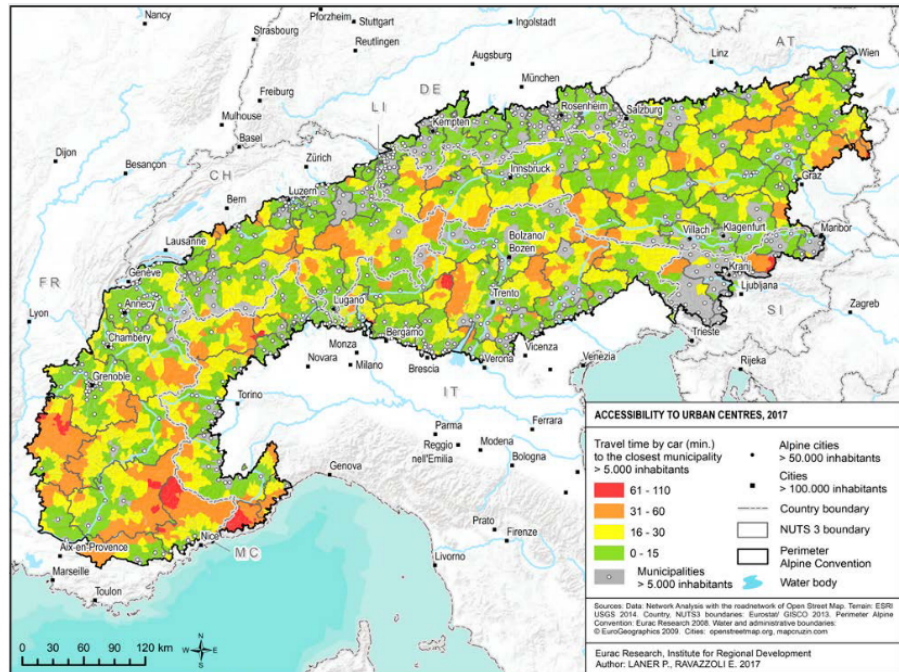 Nancy
Strasbourg
Pforzheim
Stuttgart
Reutlingen
Ingolstadt
Augsburg
Linz
AT
Wien
München
DE
LI
Freiburg
Mulhouse
Basel
Rosenheim
Salzburg
Kempten
Dijon
Besançon
Zürich
CH
Innsbruck
Graz
Luzern
Bern
Villach
Klagenfurt
Maribor
Lausanne
Bolzano/
Bozen
Kranj
Ljubljana
Genève
FR
Annecy
Lugano
Trento
SI
Zagreb
Lyon
Chambéry
Bergamo
Trieste
Monza
Vicenza
Novara
Milano
Brescia
Verona
Venezia
Rijeka
Grenoble
IT
Torino
Parma
Ferrara
Reggio
nell'Emilia
Modena
Bologna
Genova
Prato
Firenze
Nice
MC
Livorno
Aix-en-Provence
Marseille
Toulon
0 15 30 60 90 120 km
N
W E
S
ACCESSIBILITY TO URBAN CENTRES, 2017
Travel time by car (min.)
to the closest municipality
> 5.000 inhabitants
61 - 110
31 - 60
16 - 30
0 - 15
Municipalities
> 5.000 inhabitants
Alpine cities
> 50.000 inhabitants
Cities
> 100.000 inhabitants
Country boundary
NUTS 3 boundary
Perimeter
Alpine Convention
Water body
Sources: Data: Network Analysis with the roadnetwork of Open Street Map. Terrain: ESRI
USGS 2014. Country, NUTS3 boundaries: Eurostat/ GISCO 2013. Perimeter Alpine
Convention: Eurac Research 2008. Water and administrative boundaries:
© EuroGeographics 2009. Cities: openstreetmap.org, mapcruzin.com
Eurac Research, Institute for Regional Development
Author: LANER P., RAVAZZOLI E. 2017